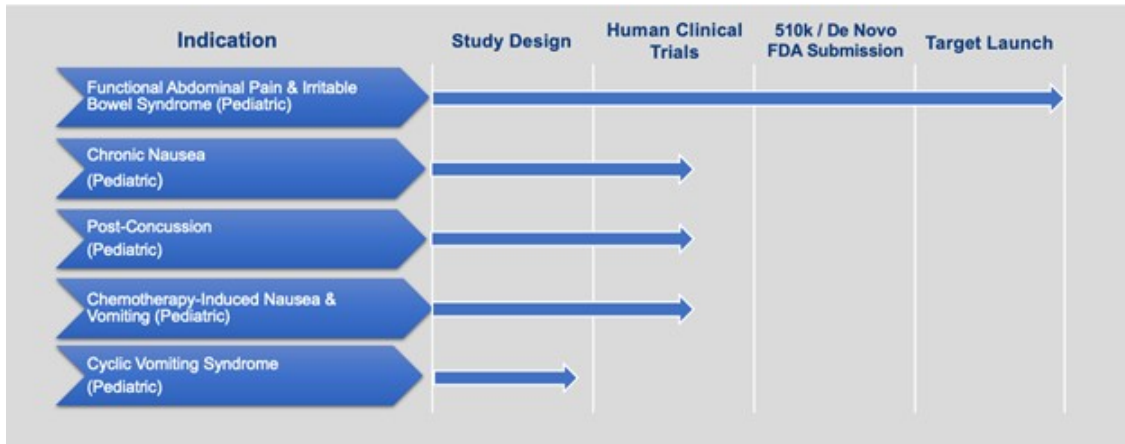 Indication
Study Design
Human Clinical
Trials
510k / De Novo
FDA Submission
Target Launch
Functional Abdominal Pain & Irritable
Bowel Syndrome (Pediatric)
Chronic Nausea
(Pediatric)
Post-Concussion
(Pediatric)
Chemotherapy-Induced Nausea &
Vomiting (Pediatric)
Cyclic Vomiting Syndrome
(Pediatric)